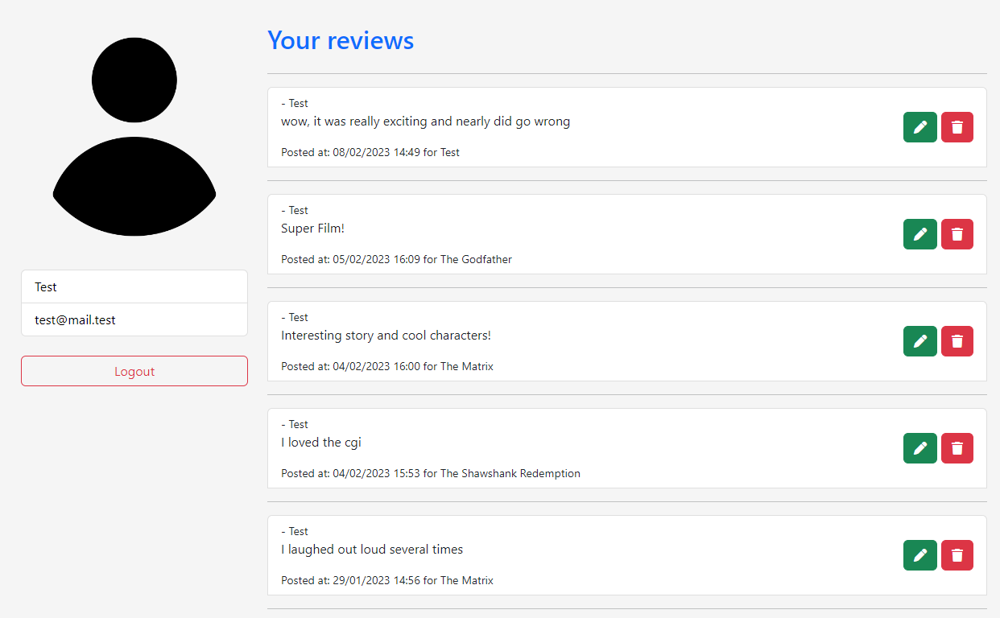 Your reviews
- Test
wow, it was really exciting and nearly did go wrong
Posted at: 08/02/2023 14:49 for Test
- Test
Super Film!
Posted at: 05/02/2023 16:09 for The Godfather
Test
test@mail.test
- Test
Interesting story and cool characters!
Posted at: 04/02/2023 16:00 for The Matrix
Logout
- Test
I loved the cgi
Posted at: 04/02/2023 15:53 for The Shawshank Redemption
- Test
I laughed out loud several times
Posted at: 29/01/2023 14:56 for The Matrix